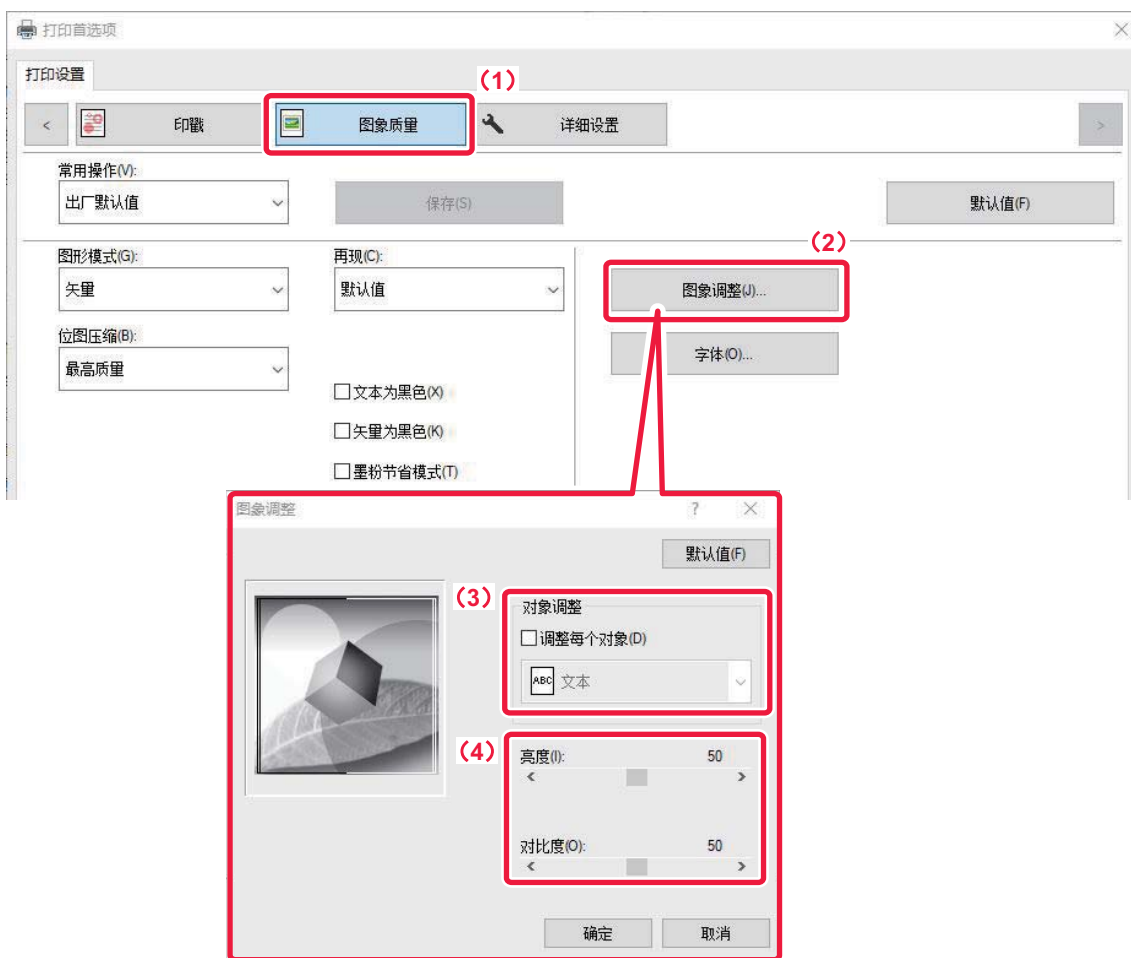 打印首选项
打印设置
(1)
< 印戳 图象质量 详细设置 >
常用操作(V):
出厂默认值 保存(S) 默认值(F)
(2)
图形模式(G): 再现(C):
矢量 默认值 图象调整(J)...
位图压缩(B): 字体(O)...
最高质量
文本为黑色(X)
矢量为黑色(K)
墨粉节省模式(T)
图象调整 ?
默认值(F)
(3)
对象调整
调整每个对象(D)
ABC 文本
(4)
亮度(I): 50
< >
对比度(O): 50
< >
确定 取消